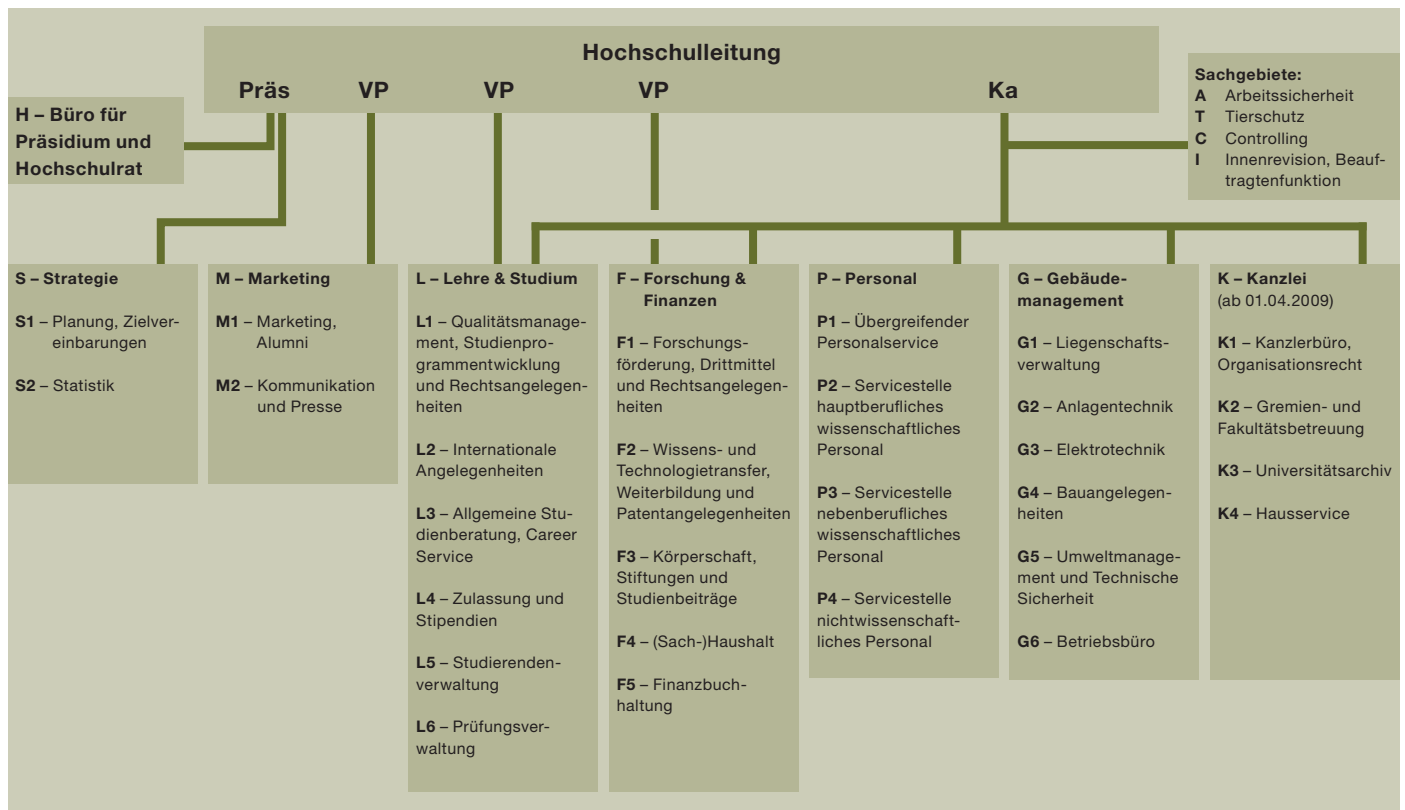 Hochschulleitung
Präs VP VP VP Ka
H – Büro für
Präsidium und
Hochschulrat
Sachgebiete:
A Arbeitssicherheit
T Tierschutz
C Controlling
I Innenrevision, Beauf-
tragtenfunktion
S – Strategie
S1 – Planung, Zielver-
einbarungen
S2 – Statistik
M – Marketing
M1 – Marketing,
Alumni
M2 – Kommunikation
und Presse
L – Lehre & Studium
L1 – Qualitätsmanage-
ment, Studienpro-
grammentwicklung
und Rechtsangelegen-
heiten
L2 – Internationale
Angelegenheiten
L3 – Allgemeine Stu-
dienberatung, Career
Service
L4 – Zulassung und
Stipendien
L5 – Studierenden-
verwaltung
L6 – Prüfungsver-
waltung
F – Forschung &
Finanzen
F1 – Forschungs-
förderung, Drittmittel
und Rechtsangelegen-
heiten
F2 – Wissens- und
Technologietransfer,
Weiterbildung und
Patentangelegenheiten
F3 – Körperschaft,
Stiftungen und
Studienbeiträge
F4 – (Sach-)Haushalt
F5 – Finanzbuch-
haltung
P – Personal
P1 – Übergreifender
Personalservice
P2 – Servicestelle
hauptberufliches
wissenschaftliches
Personal
P3 – Servicestelle
nebenberufliches
wissenschaftliches
Personal
P4 – Servicestelle
nichtwissenschaft-
liches Personal
G – Gebäude-
management
G1 – Liegenschafts-
verwaltung
G2 – Anlagentechnik
G3 – Elektrotechnik
G4 – Bauangelegen-
heiten
G5 – Umweltmanage-
ment und Technische
Sicherheit
G6 – Betriebsbüro
K – Kanzlei
(ab 01.04.2009)
K1 – Kanzlerbüro,
Organisationsrecht
K2 – Gremien- und
Fakultätsbetreuung
K3 – Universitätsarchiv
K4 – Hausservice